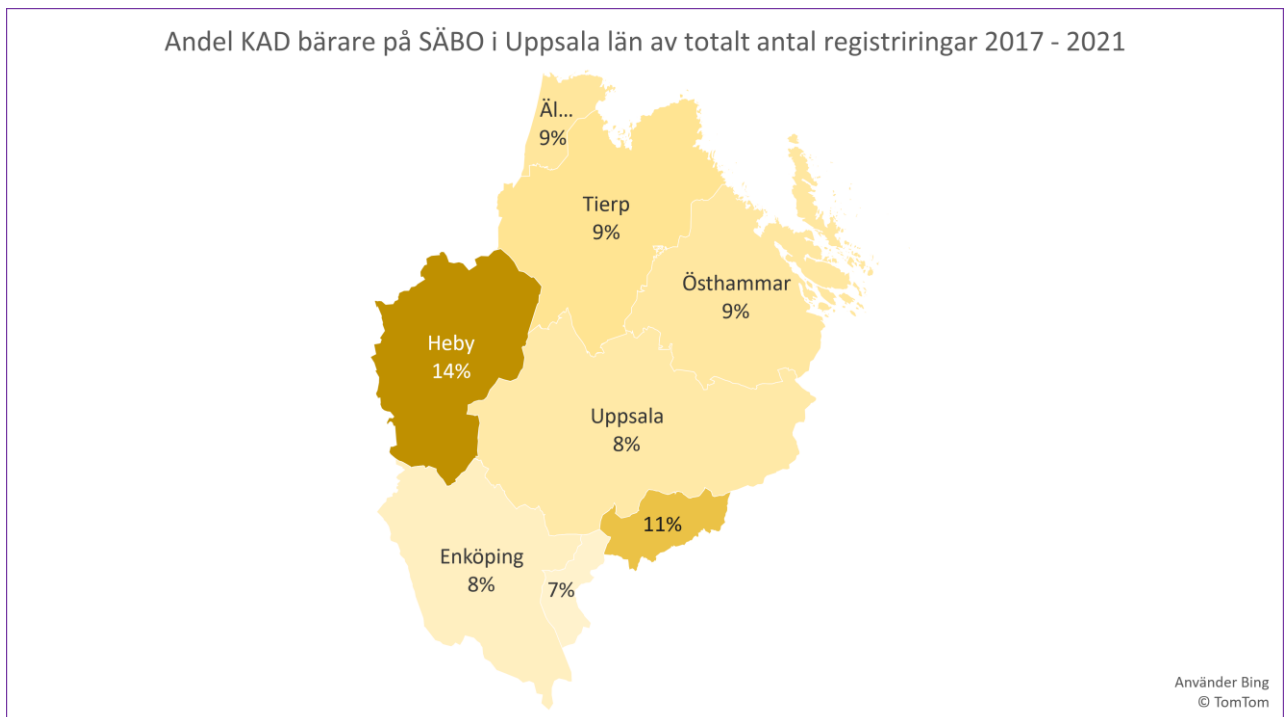 Andel KAD bärare på SÄBO i Uppsala län av totalt antal registriringar 2017 - 2021
Äl...
9%
Tierp
9%
Östhammar
9%
Heby
14%
Uppsala
8%
11%
Enköping
8%
7%
Använder Bing
© TomTom